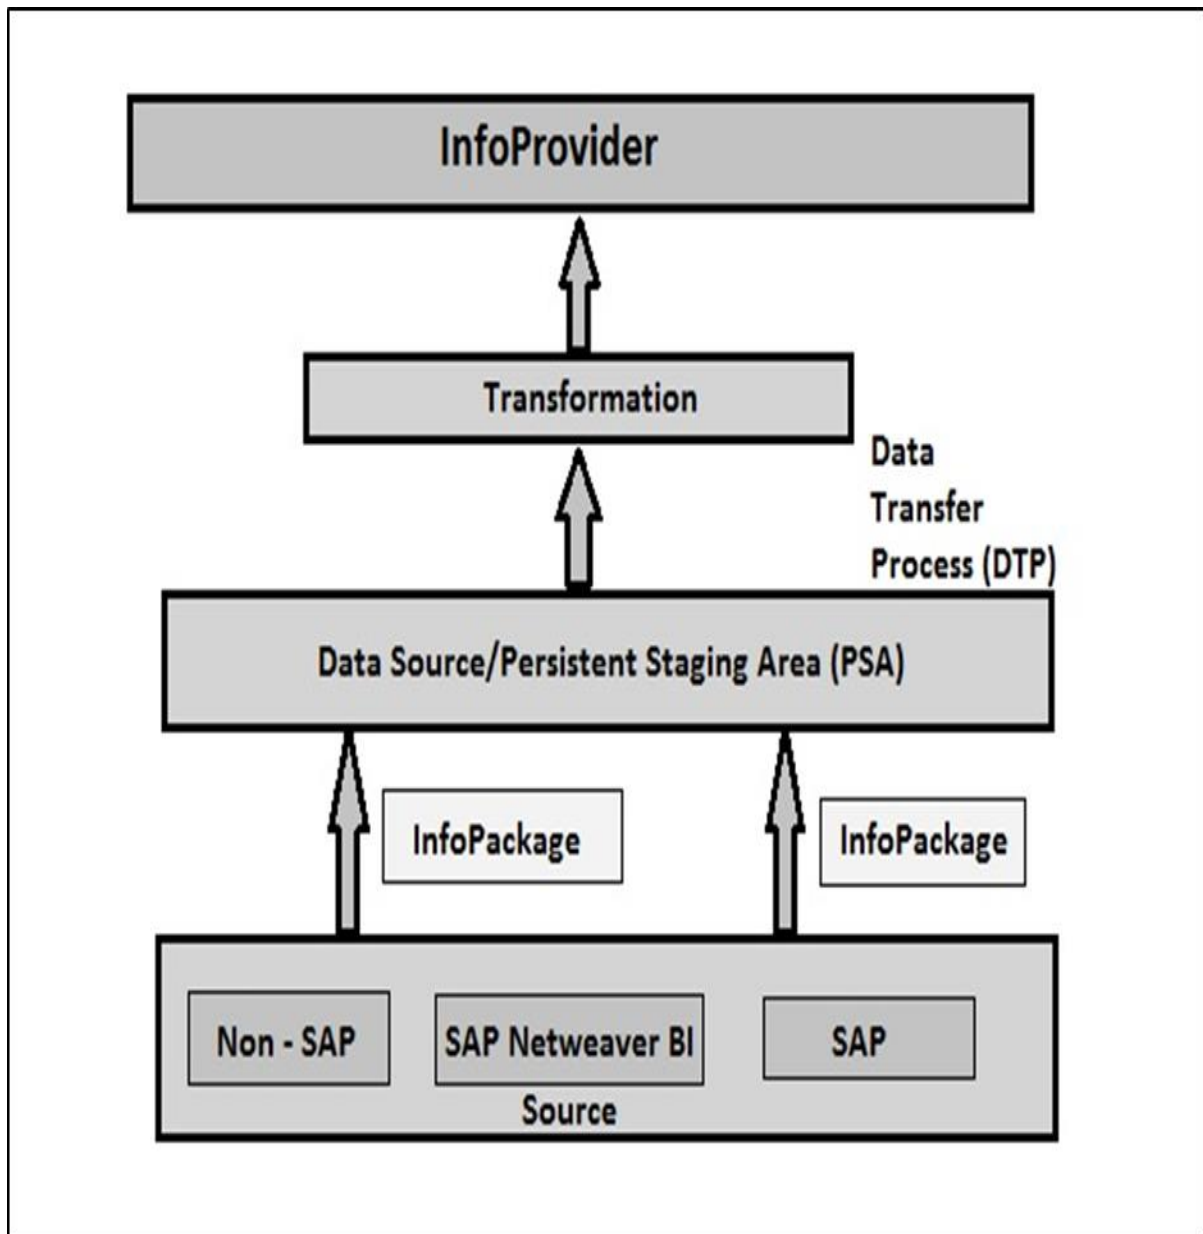 InfoProvider
Transformation
Data
Transfer
Process (DTP)
Data Source/Persistent Staging Area (PSA)
InfoPackage
InfoPackage
Non - SAP
SAP Netweaver BI
SAP
Source